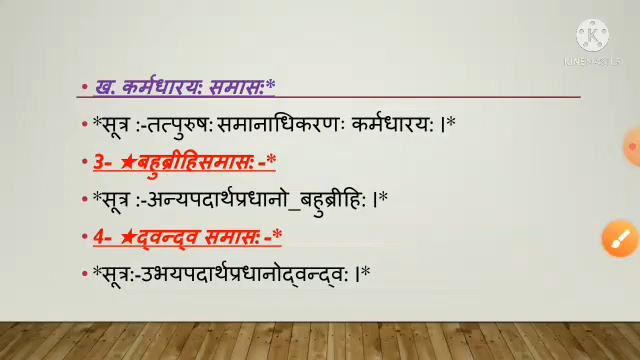 KINEMASTER
ख. कर्मधारयः समासः*
*सूत्र :-तत्पुरुष: समानाधिकरणः कर्मधारय: ।*
3- ★बहुब्रीहिसमासः -*
*सूत्र :-अन्यपदार्थप्रधानो_बहुब्रीहि: ।*
4- ★द्वन्द्व समासः -*
*सूत्र:-उभयपदार्थप्रधानोद्वन्द्व: ।*